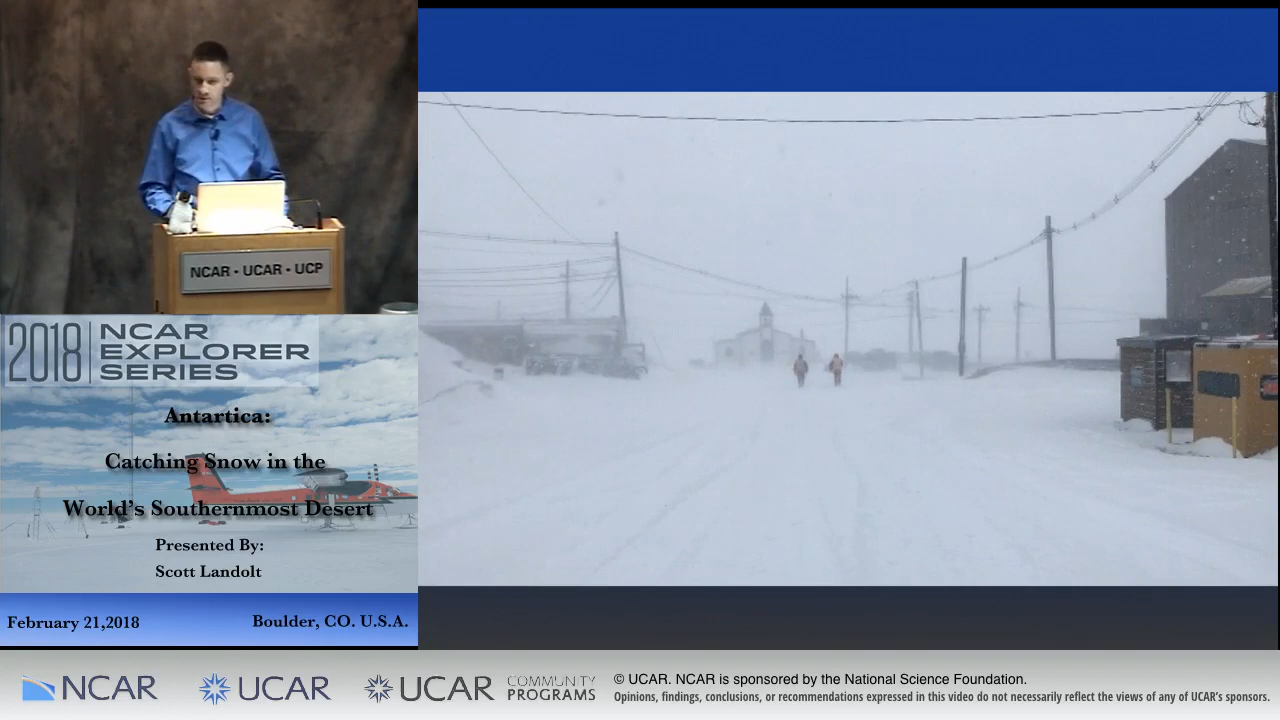 NCAR • UCAR • UCP
2018 NCAR
EXPLORER
SERIES
Antartica:
Catching Snow in the
World's Southernmost Desert
Presented By:
Scott Landolt
February 21,2018
Boulder, CO. U.S.A.
NCAR
UCAR
UCAR
COMMUNITY
PROGRAMS
© UCAR. NCAR is sponsored by the National Science Foundation.
Opinions, findings, conclusions, or recommendations expressed in this video do not necessarily reflect the views of any of UCAR's sponsors.